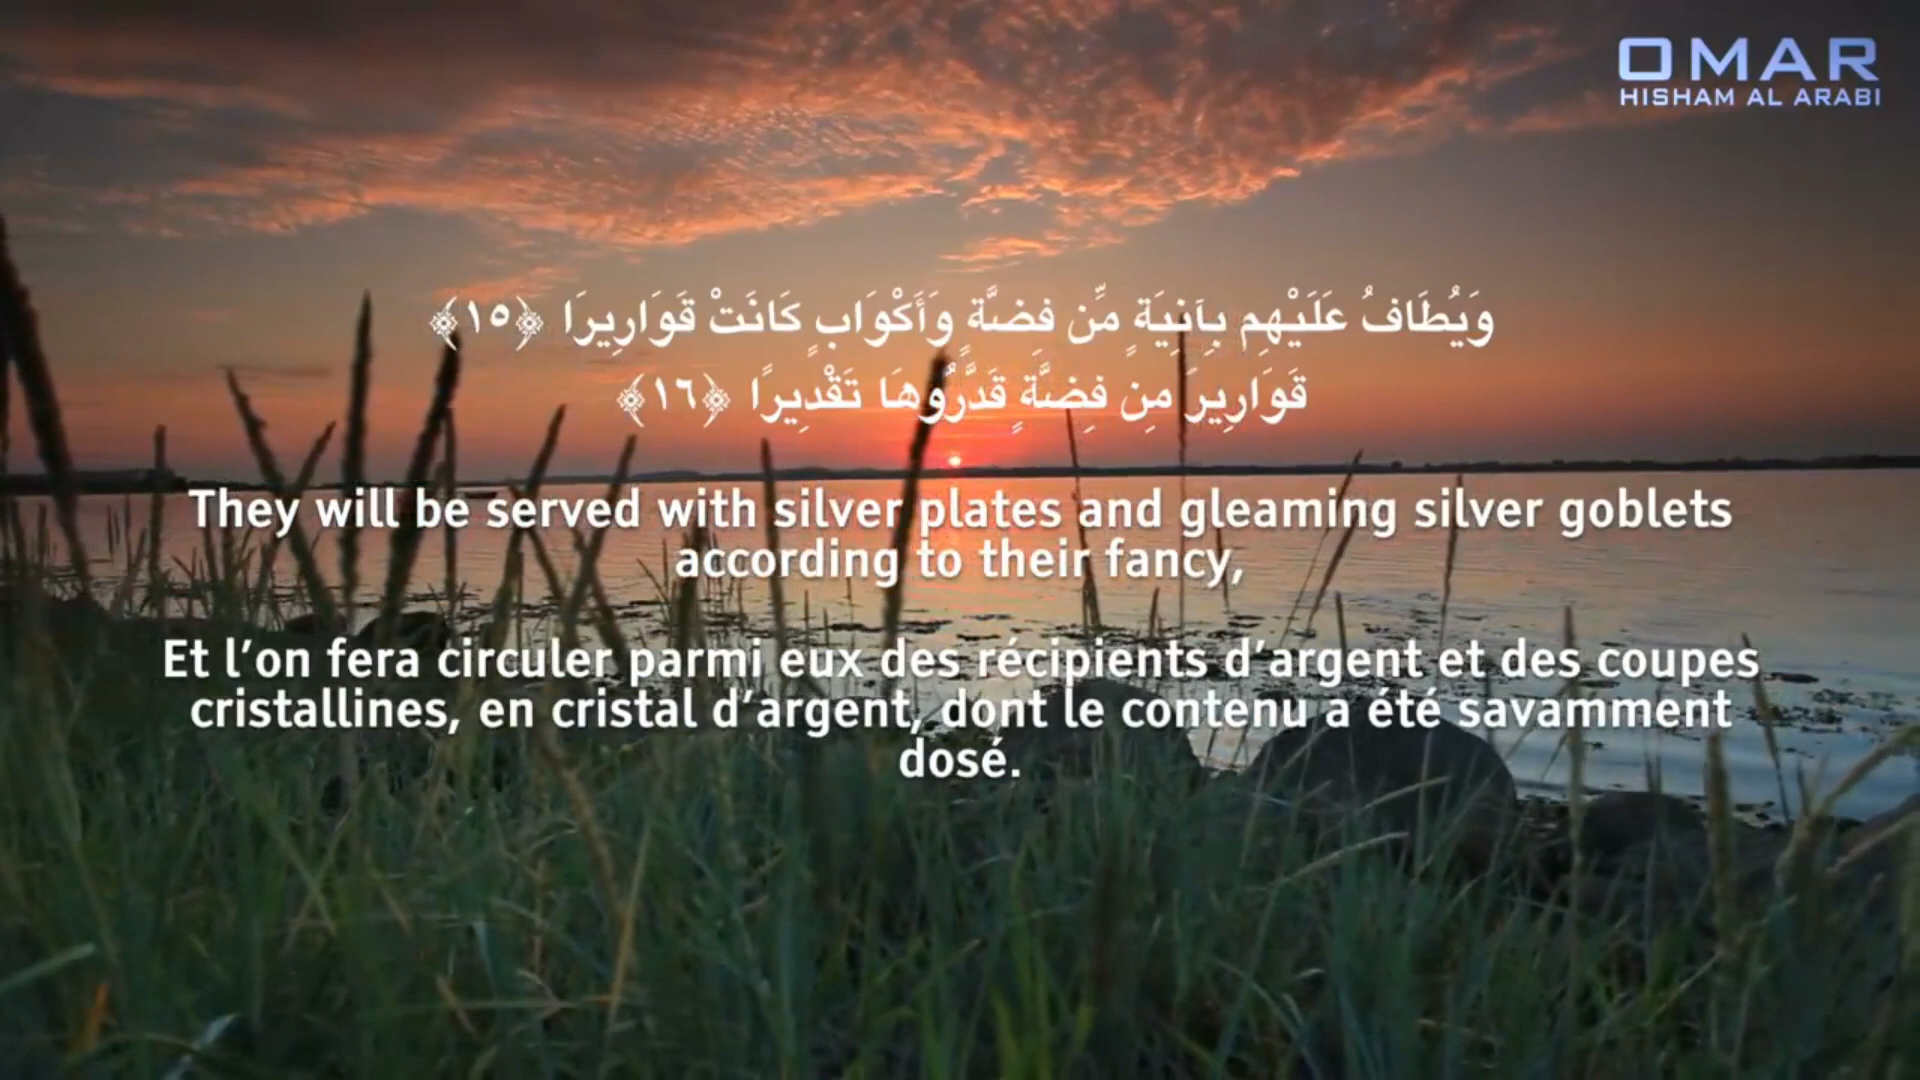 OMAR
HISHAM AL ARABI
وَيُطَافُ عَلَيْهِم بِآنِيَةٍ مِّن فِضَّةٍ وَأَكْوَابٍ كَانَتْ قَوَارِيرَا ﴿١٥﴾
قَوَارِيرَ مِن فِضَّةٍ قَدَّرُوهَا تَقْدِيرًا ﴿١٦﴾
They will be served with silver plates and gleaming silver goblets
according to their fancy,
Et l’on fera circuler parmi eux des récipients d’argent et des coupes
cristallines, en cristal d’argent, dont le contenu a été savamment
dosé.